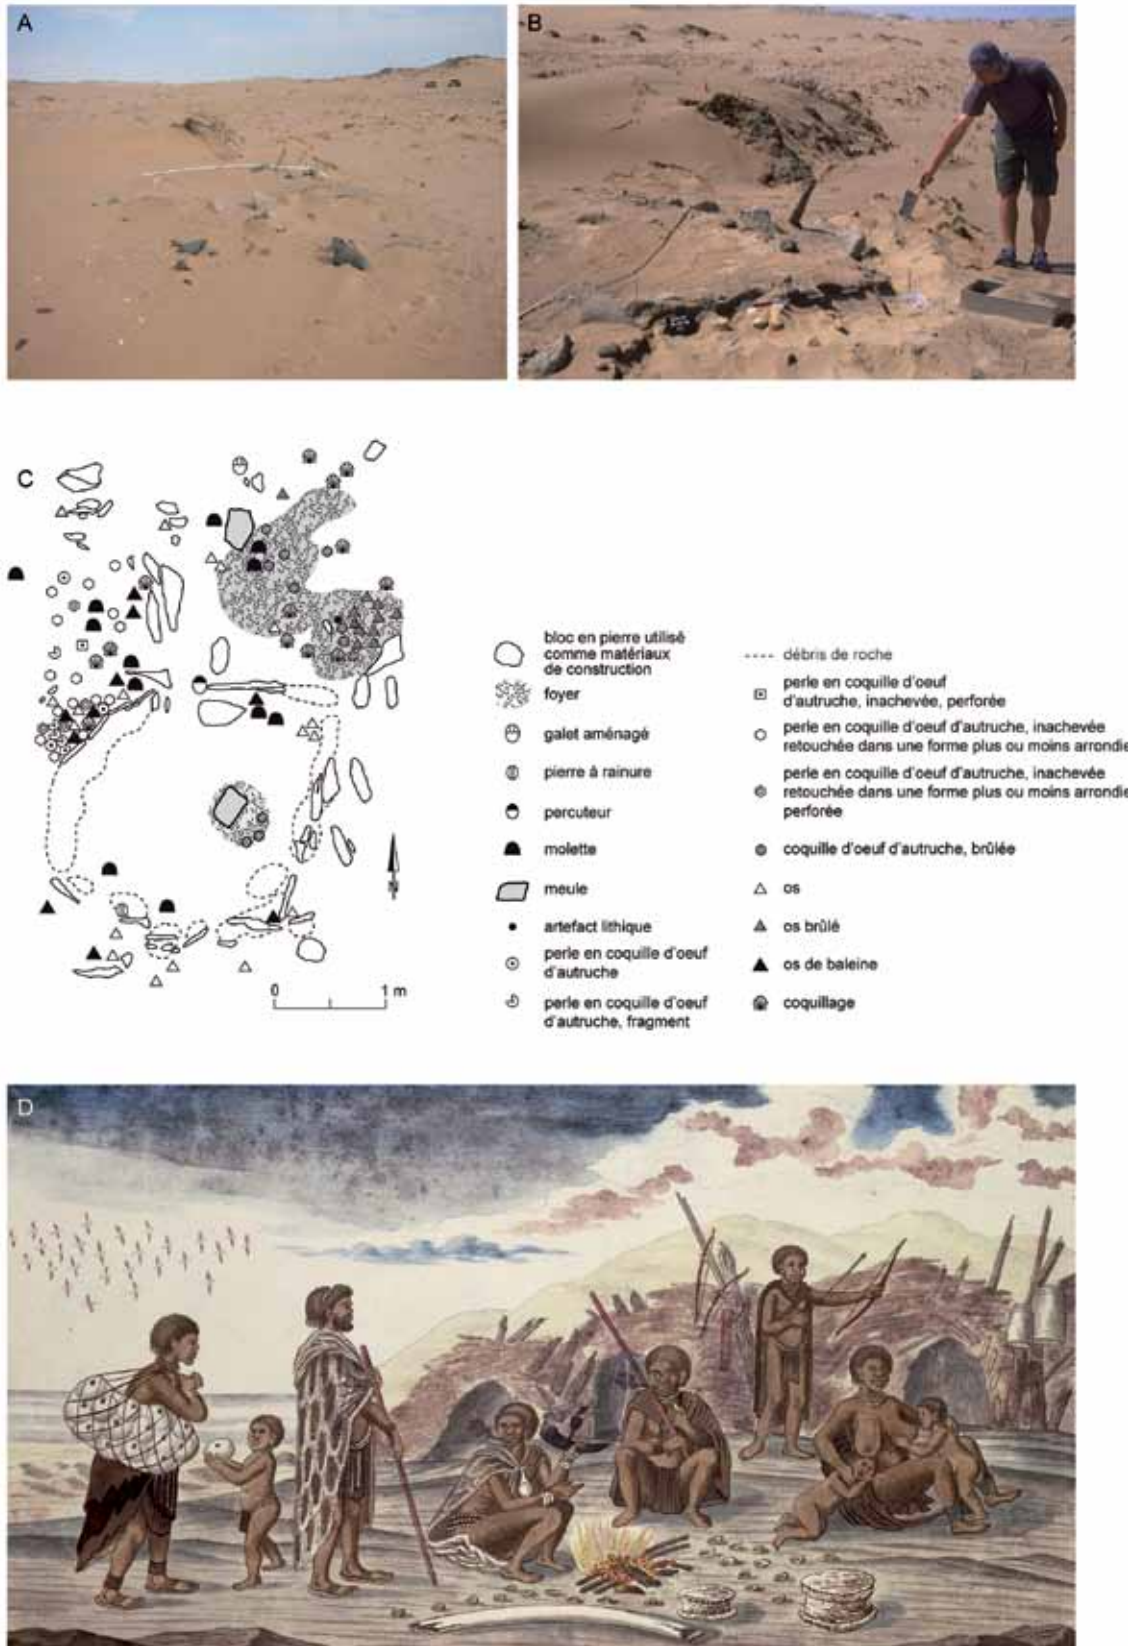 A
B
C
bloc en pierre utilisé
comme matériaux
de construction
foyer
galet aménagé
pierre à rainure
percuteur
molette
meule
artefact lithique
perle en coquille d'oeuf
d'autruche
perle en coquille d'oeuf
d'autruche, fragment
débris de roche
perle en coquille d'oeuf
d'autruche, inachevée, perforée
perle en coquille d'oeuf d'autruche, inachevée
retouchée dans une forme plus ou moins arrondie
perle en coquille d'oeuf d'autruche, inachevée
retouchée dans une forme plus ou moins arrondie
perforée
coquille d'oeuf d'autruche, brûlée
os
os brûlé
os de baleine
coquillage
N
0 1 m
D